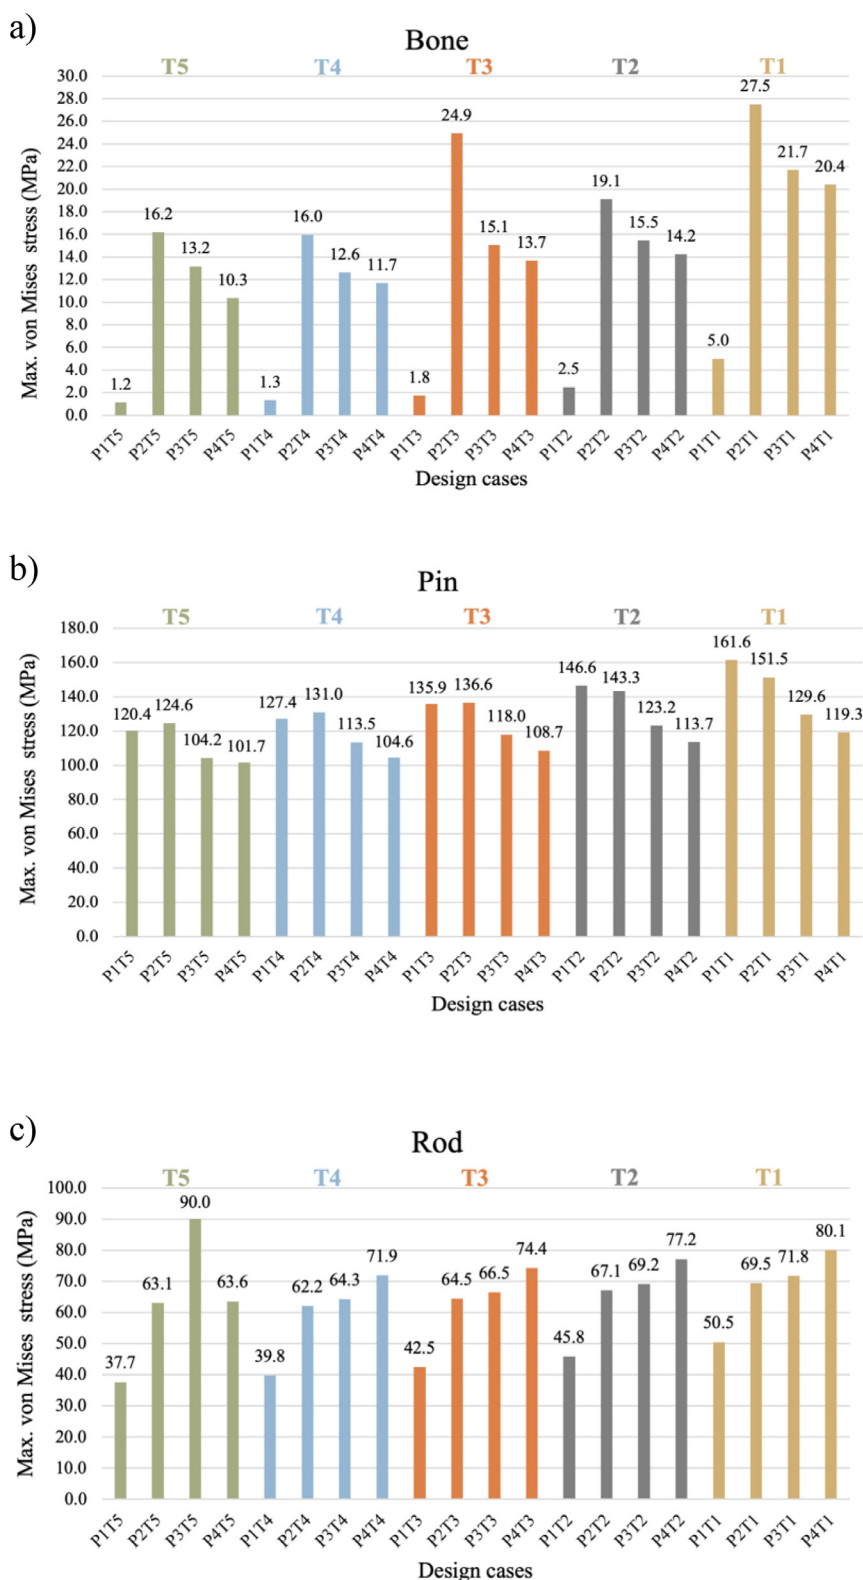 a)
Bone
T5 T4 T3 T2 T1
Max. von Mises stress (MPa)
30.0
28.0
26.0
24.0
22.0
20.0
18.0
16.0
14.0
12.0
10.0
8.0
6.0
4.0
2.0
0.0
1.2 16.2 13.2 10.3 1.3 16.0 12.6 11.7 1.8 24.9 15.1 13.7 2.5 19.1 15.5 14.2 5.0 27.5 21.7 20.4
P1T5 P2T5 P3T5 P4T5 P1T4 P2T4 P3T4 P4T4 P1T3 P2T3 P3T3 P4T3 P1T2 P2T2 P3T2 P4T2 P1T1 P2T1 P3T1 P4T1
Design cases
b)
Pin
T5 T4 T3 T2 T1
Max. von Mises stress (MPa)
180.0
160.0
140.0
120.0
100.0
80.0
60.0
40.0
20.0
0.0
120.4 124.6 104.2 101.7 127.4 131.0 113.5 104.6 135.9 136.6 118.0 108.7 146.6 143.3 123.2 113.7 161.6 151.5 129.6 119.3
P1T5 P2T5 P3T5 P4T5 P1T4 P2T4 P3T4 P4T4 P1T3 P2T3 P3T3 P4T3 P1T2 P2T2 P3T2 P4T2 P1T1 P2T1 P3T1 P4T1
Design cases
c)
Rod
T5 T4 T3 T2 T1
Max. von Mises stress (MPa)
100.0
90.0
80.0
70.0
60.0
50.0
40.0
30.0
20.0
10.0
0.0
37.7 63.1 90.0 63.6 39.8 62.2 64.3 71.9 42.5 64.5 66.5 74.4 45.8 67.1 69.2 77.2 50.5 69.5 71.8 80.1
P1T5 P2T5 P3T5 P4T5 P1T4 P2T4 P3T4 P4T4 P1T3 P2T3 P3T3 P4T3 P1T2 P2T2 P3T2 P4T2 P1T1 P2T1 P3T1 P4T1
Design cases